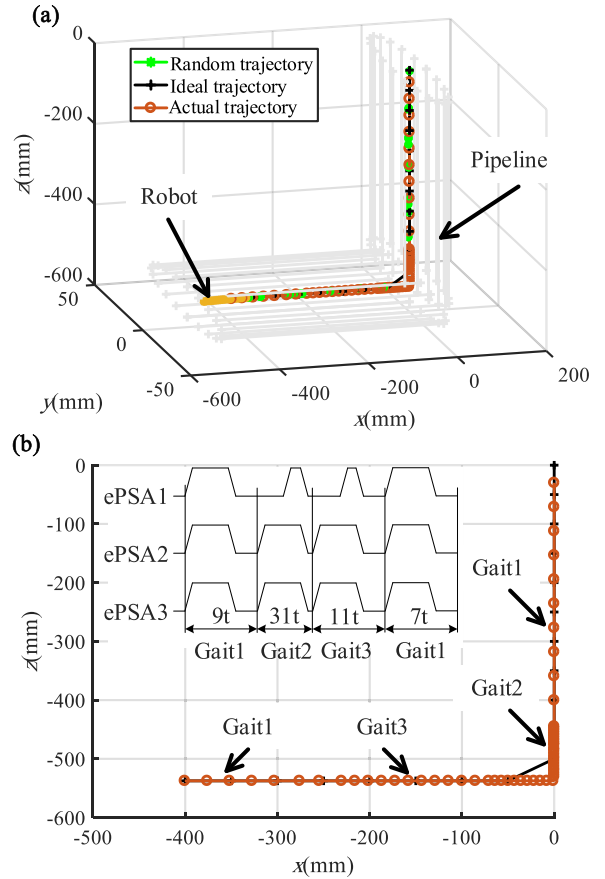 (a)
0
-200
-400
-600
z(mm)
Random trajectory
Ideal trajectory
Actual trajectory
Pipeline
Robot
50
0
-50
y(mm)
-600
-400
-200
0
200
x(mm)
(b)
0
-100
-200
-300
-400
-500
-600
z(mm)
ePSA1
ePSA2
ePSA3
9t
31t
11t
7t
Gait1
Gait2
Gait3
Gait1
Gait1
Gait2
Gait1
Gait3
-500
-400
-300
-200
-100
0
x(mm)